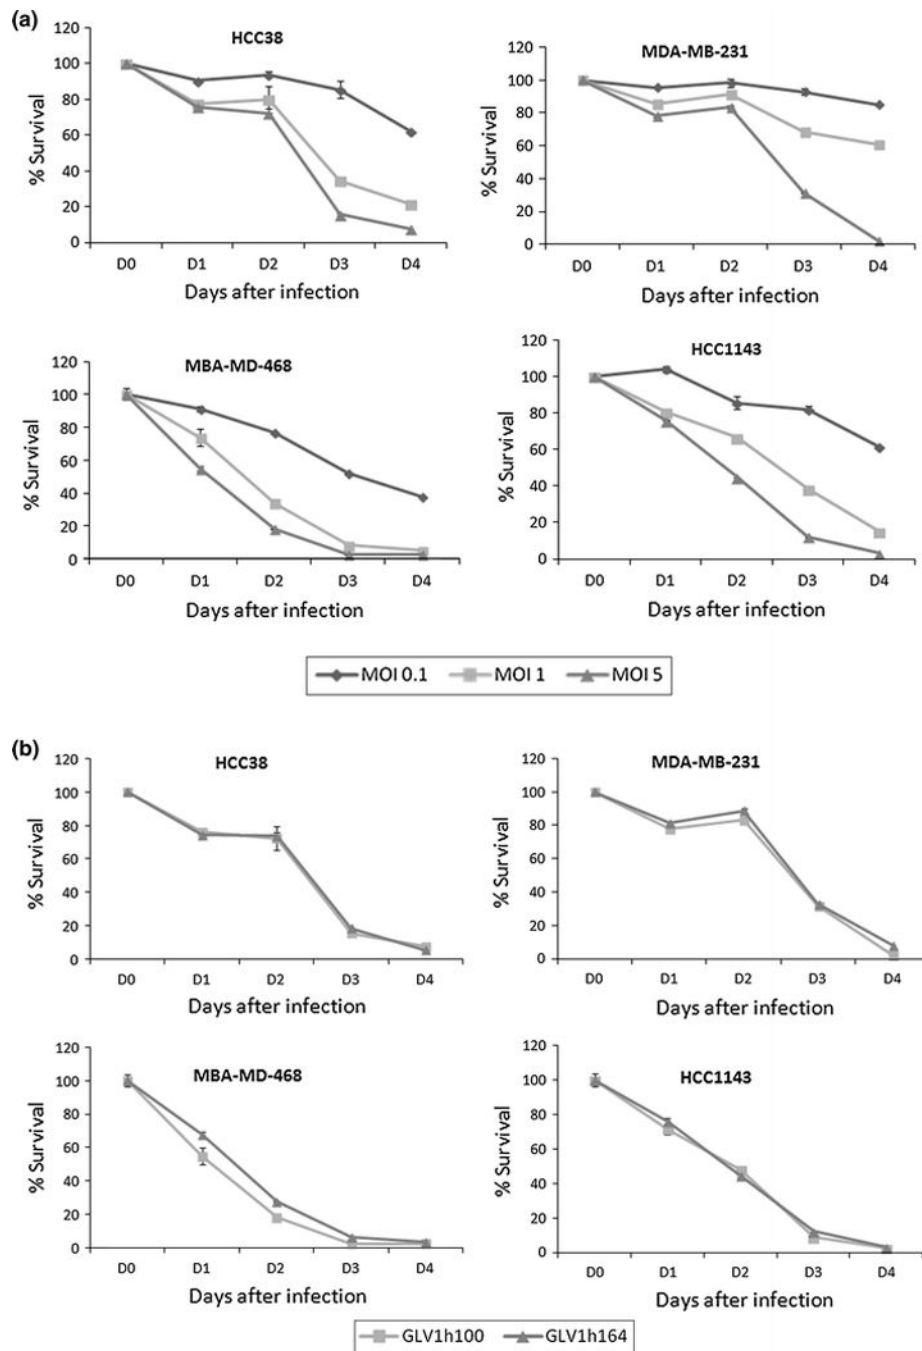 (a)
HCC38
120
100
80
60
40
20
0
% Survival
D0 D1 D2 D3 D4
Days after infection
MDA-MB-231
120
100
80
60
40
20
0
% Survival
D0 D1 D2 D3 D4
Days after infection
MBA-MD-468
120
100
80
60
40
20
0
% Survival
D0 D1 D2 D3 D4
Days after infection
HCC1143
120
100
80
60
40
20
0
% Survival
D0 D1 D2 D3 D4
Days after infection
MOI 0.1 MOI 1 MOI 5
(b)
HCC38
120
100
80
60
40
20
0
% Survival
D0 D1 D2 D3 D4
Days after infection
MDA-MB-231
120
100
80
60
40
20
0
% Survival
D0 D1 D2 D3 D4
Days after infection
MBA-MD-468
120
100
80
60
40
20
0
% Survival
D0 D1 D2 D3 D4
Days after infection
HCC1143
120
100
80
60
40
20
0
% Survival
D0 D1 D2 D3 D4
Days after infection
GLV1h100 GLV1h164